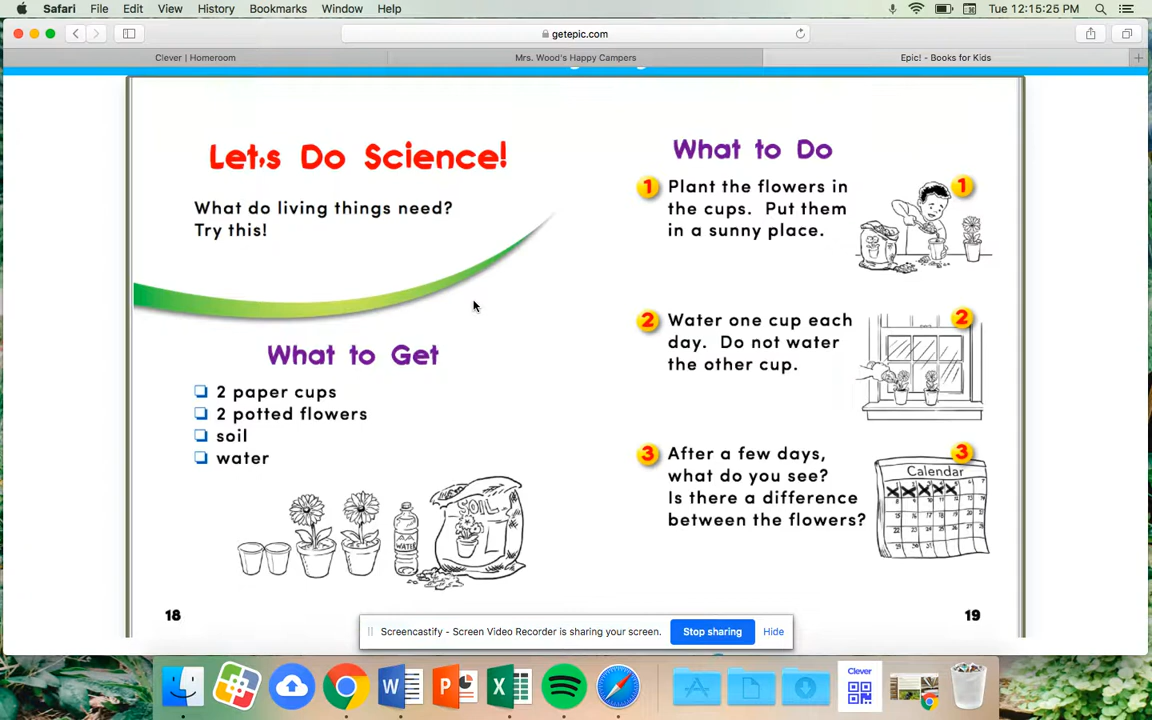 Safari File Edit View History Bookmarks Window Help Tue 12:15:25 PM
getepic.com
Clever | Homeroom Mrs. Wood's Happy Campers Epic! - Books for Kids
Let's Do Science!
What do living things need?
Try this!
What to Get
2 paper cups
2 potted flowers
soil
water
SOIL
WATER
18
What to Do
1 Plant the flowers in
the cups. Put them
in a sunny place.
1
2 Water one cup each
day. Do not water
the other cup.
2
3 After a few days,
what do you see?
Is there a difference
between the flowers?
3
Calendar
19
Screencastify - Screen Video Recorder is sharing your screen. Stop sharing Hide
Clever